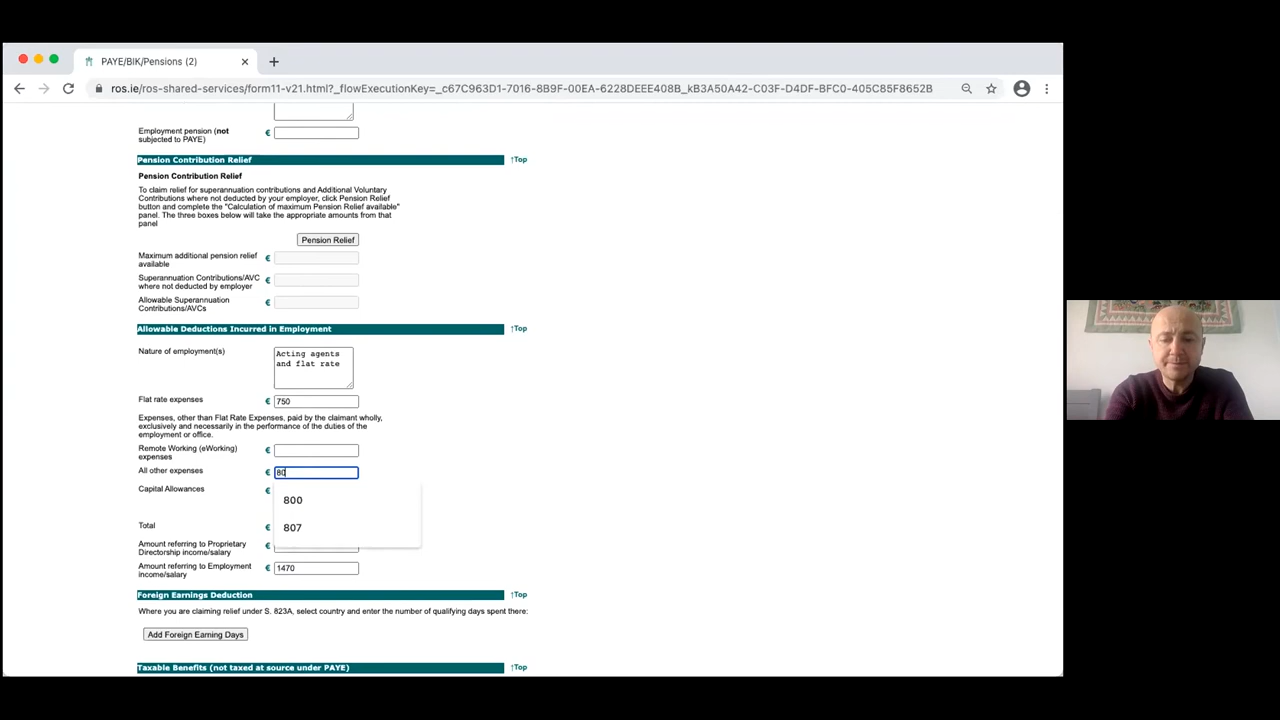 PAYE/BIK/Pensions (2)
ros.ie/ros-shared-services/form11-v21.html?_flowExecutionKey=_c67C963D1-7016-8B9F-00EA-6228DEEE408B_kB3A50A42-C03F-D4DF-BFC0-405C85F8652B
Employment pension (not
subjected to PAYE)
€
Pension Contribution Relief
↑Top
Pension Contribution Relief
To claim relief for superannuation contributions and Additional Voluntary
Contributions where not deducted by your employer, click Pension Relief
button and complete the "Calculation of maximum Pension Relief available"
panel. The three boxes below will take the appropriate amounts from that
panel
Pension Relief
Maximum additional pension relief
available
€
Superannuation Contributions/AVC
where not deducted by employer
€
Allowable Superannuation
Contributions/AVCs
€
Allowable Deductions Incurred in Employment
↑Top
Nature of employment(s)
Acting agents
and flat rate
Flat rate expenses
€ 750
Expenses, other than Flat Rate Expenses, paid by the claimant wholly,
exclusively and necessarily in the performance of the duties of the
employment or office.
Remote Working (eWorking)
expenses
€
All other expenses
€ 80
Capital Allowances
€
800
807
Total
€
Amount referring to Proprietary
Directorship income/salary
€
Amount referring to Employment
income/salary
€ 1470
Foreign Earnings Deduction
↑Top
Where you are claiming relief under S. 823A, select country and enter the number of qualifying days spent there:
Add Foreign Earning Days
Taxable Benefits (not taxed at source under PAYE)
↑Top